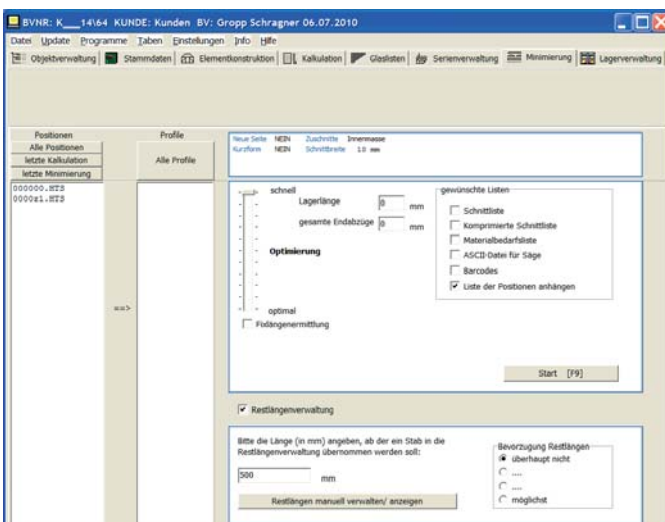 BVNR: K___14\64 KUNDE: Kunden BV: Gropp Schragner 06.07.2010
Datei Update Programme Taben Einstellungen Info Hilfe
Objektverwaltung Stammdaten Elementkonstruktion Kalkulation Glaslisten Serienverwaltung Minimierung Lagerverwaltung
Positionen Profile
Alle Positionen
letzte Kalkulation
letzte Minimierung
Alle Profile
Neue Seite NEIN Zuschnitte Innenmasse
Kurzform NEIN Schnittbreite 10 mm
000000.HTS
0000s1.HTS
==>
schnell
Lagerlänge 0 mm
gesamte Endabzüge 0 mm
Optimierung
optimal
Fixlängenermittlung
gewünschte Listen
Schnittliste
Komprimierte Schnittliste
Materialbedarfsliste
ASCII-Datei für Säge
Barcodes
Liste der Positionen anhängen
Start [F9]
Restlängenverwaltung
Bitte die Länge (in mm) angeben, ab der ein Stab in die
Restlängenverwaltung übernommen werden soll:
500 mm
Restlängen manuell verwalten/ anzeigen
Bevorzugung Restlängen
überhaupt nicht
....
....
möglichst